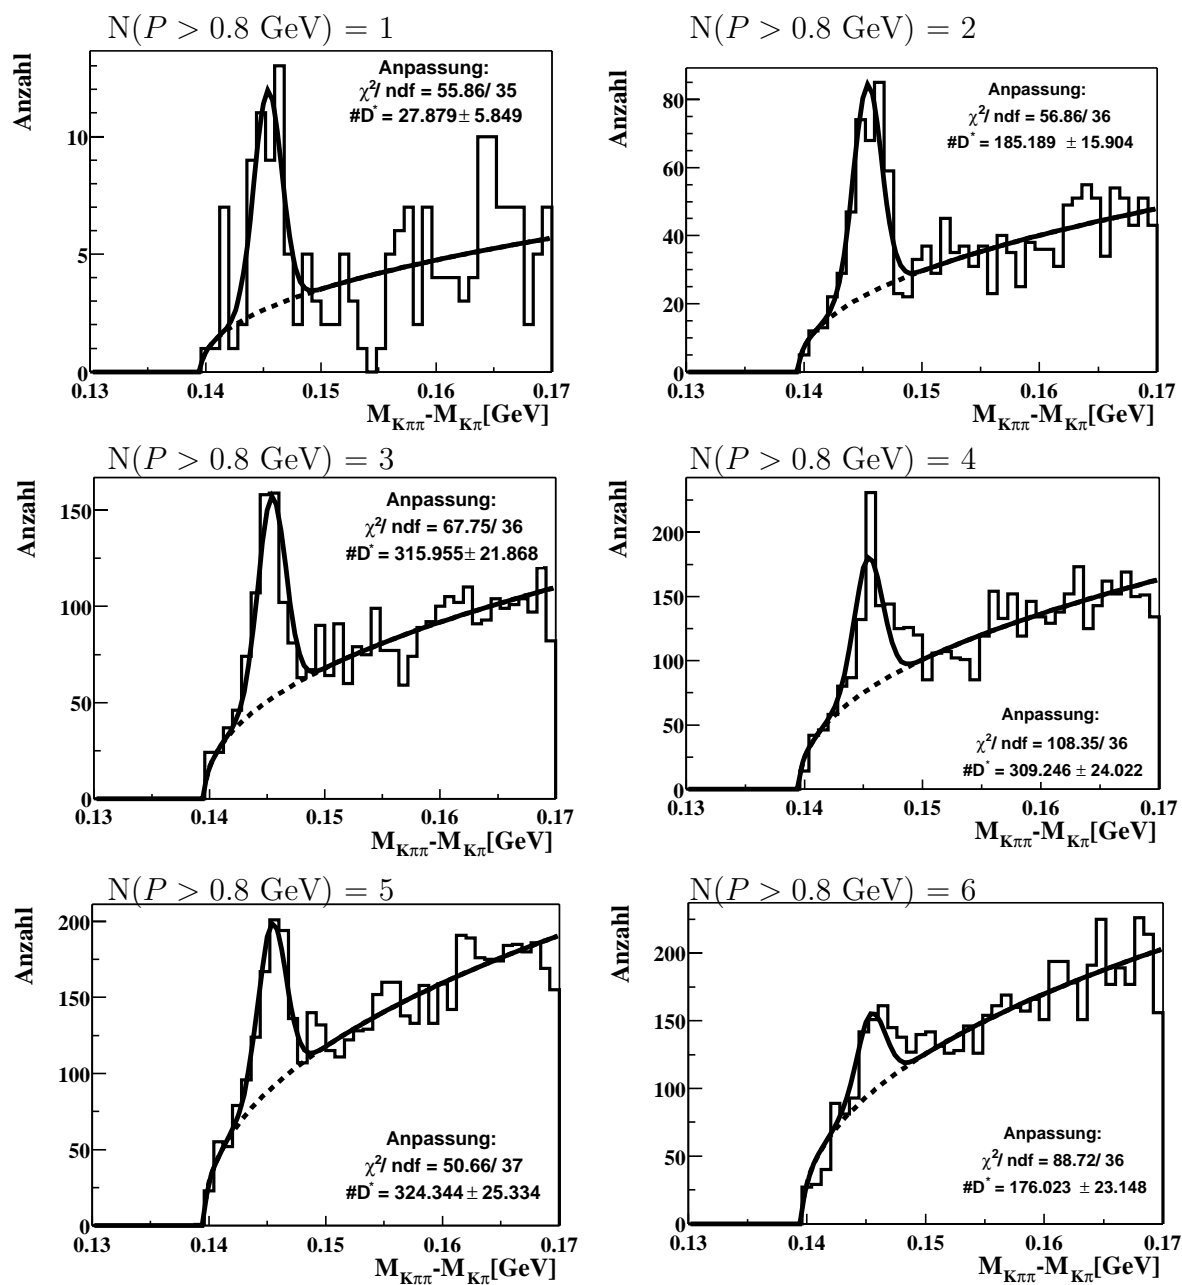 N(P > 0.8 GeV) = 1
Anzahl
Anpassung:
χ²/ ndf = 55.86/ 35
#D* = 27.879± 5.849
10
5
0
0.13 0.14 0.15 0.16 0.17
M_Kππ-M_Kπ[GeV]
N(P > 0.8 GeV) = 2
Anzahl
Anpassung:
χ²/ ndf = 56.86/ 36
#D* = 185.189 ± 15.904
80
60
40
20
0
0.13 0.14 0.15 0.16 0.17
M_Kππ-M_Kπ[GeV]
N(P > 0.8 GeV) = 3
Anzahl
Anpassung:
χ²/ ndf = 67.75/ 36
#D* = 315.955± 21.868
150
100
50
0
0.13 0.14 0.15 0.16 0.17
M_Kππ-M_Kπ[GeV]
N(P > 0.8 GeV) = 4
Anzahl
200
150
100
50
0
Anpassung:
χ²/ ndf = 108.35/ 36
#D* = 309.246 ± 24.022
0.13 0.14 0.15 0.16 0.17
M_Kππ-M_Kπ[GeV]
N(P > 0.8 GeV) = 5
Anzahl
200
150
100
50
0
Anpassung:
χ²/ ndf = 50.66/ 37
#D* = 324.344± 25.334
0.13 0.14 0.15 0.16 0.17
M_Kππ-M_Kπ[GeV]
N(P > 0.8 GeV) = 6
Anzahl
200
150
100
50
0
Anpassung:
χ²/ ndf = 88.72/ 36
#D* = 176.023 ± 23.148
0.13 0.14 0.15 0.16 0.17
M_Kππ-M_Kπ[GeV]